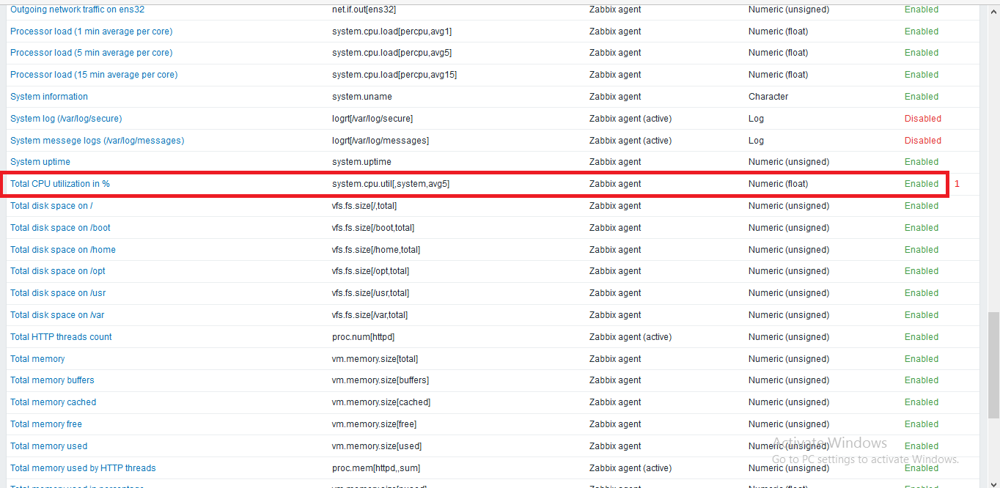 Outgoing network traffic on ens32 net.if.out[ens32] Zabbix agent Numeric (unsigned) Enabled
Processor load (1 min average per core) system.cpu.load[percpu,avg1] Zabbix agent Numeric (float) Enabled
Processor load (5 min average per core) system.cpu.load[percpu,avg5] Zabbix agent Numeric (float) Enabled
Processor load (15 min average per core) system.cpu.load[percpu,avg15] Zabbix agent Numeric (float) Enabled
System information system.uname Zabbix agent Character Enabled
System log (/var/log/secure) logrt[/var/log/secure] Zabbix agent (active) Log Disabled
System messege logs (/var/log/messages) logrt[/var/log/messages] Zabbix agent (active) Log Disabled
System uptime system.uptime Zabbix agent Numeric (unsigned) Enabled
Total CPU utilization in % system.cpu.util[,system,avg5] Zabbix agent Numeric (float) Enabled 1
Total disk space on / vfs.fs.size[/,total] Zabbix agent Numeric (unsigned) Enabled
Total disk space on /boot vfs.fs.size[/boot,total] Zabbix agent Numeric (unsigned) Enabled
Total disk space on /home vfs.fs.size[/home,total] Zabbix agent Numeric (unsigned) Enabled
Total disk space on /opt vfs.fs.size[/opt,total] Zabbix agent Numeric (unsigned) Enabled
Total disk space on /usr vfs.fs.size[/usr,total] Zabbix agent Numeric (unsigned) Enabled
Total disk space on /var vfs.fs.size[/var,total] Zabbix agent Numeric (unsigned) Enabled
Total HTTP threads count proc.num[httpd] Zabbix agent (active) Numeric (unsigned) Enabled
Total memory vm.memory.size[total] Zabbix agent Numeric (unsigned) Enabled
Total memory buffers vm.memory.size[buffers] Zabbix agent Numeric (unsigned) Enabled
Total memory cached vm.memory.size[cached] Zabbix agent Numeric (unsigned) Enabled
Total memory free vm.memory.size[free] Zabbix agent Numeric (unsigned) Enabled
Activate Windows
Total memory used vm.memory.size[used] Zabbix agent Numeric (unsigned) Enabled
Go to PC settings to activate Windows.
Total memory used by HTTP threads proc.mem[httpd,,sum] Zabbix agent (active) Numeric (unsigned) Enabled
Total memory used in percentage vm.memory.size[pused] Zabbix agent Numeric (float) Enabled